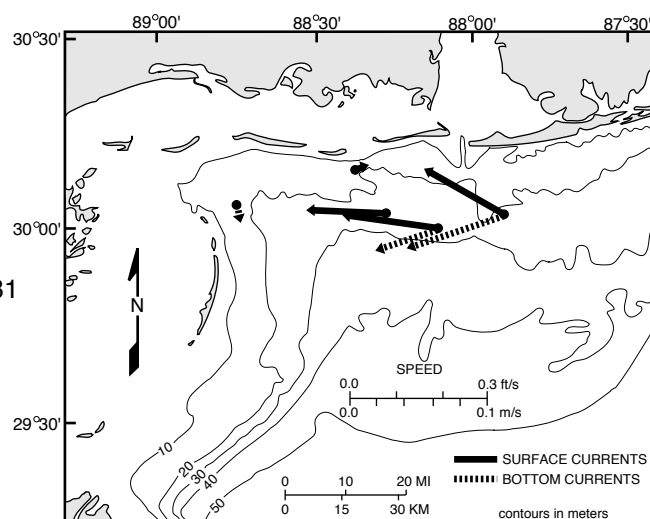 89°00' 88°30' 88°00' 87°30'
30°30'
30°00'
31
N
SPEED
0.0 0.3 ft/s
0.0 0.1 m/s
29°30'
10
20
30
40
50
SURFACE CURRENTS
BOTTOM CURRENTS
0 10 20 MI
0 15 30 KM
contours in meters